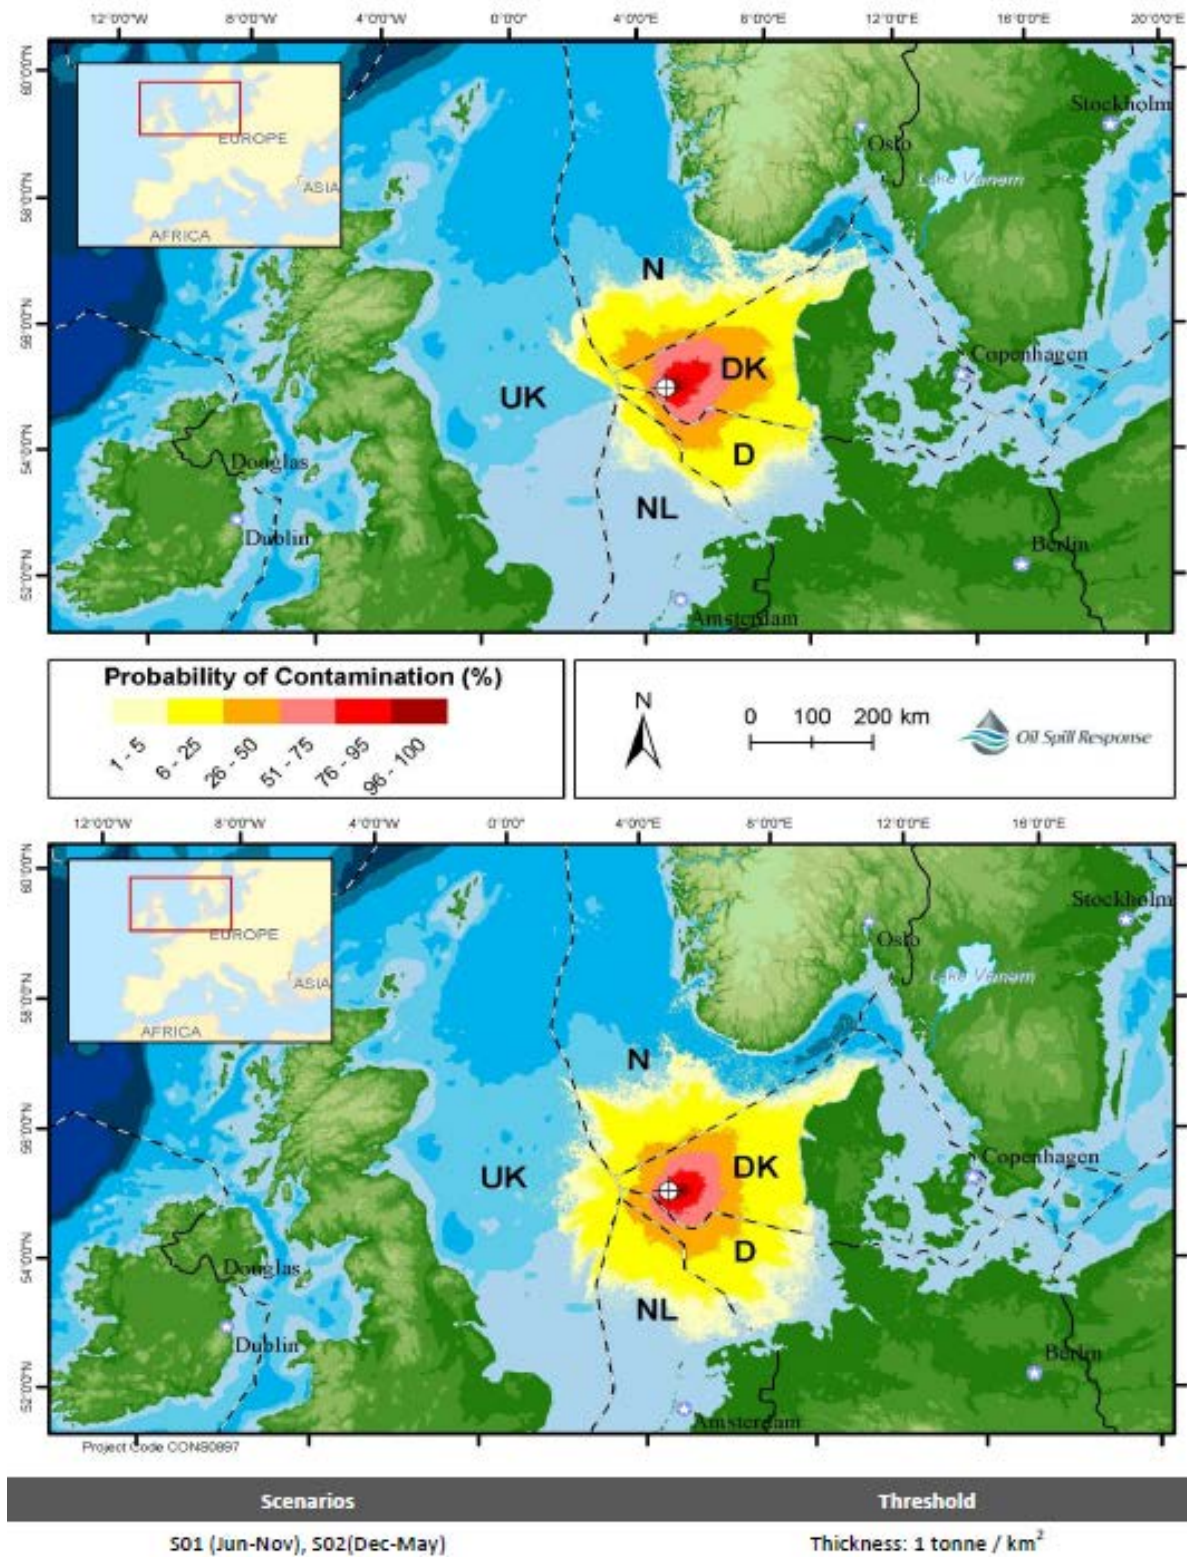 12°0'0"W 8°0'0"W 4°0'0"W 0°0'0" 4°0'0"E 8°0'0"E 12°0'0"E 16°0'0"E 20°0'0"E
60°0'0"N
58°0'0"N
56°0'0"N
54°0'0"N
52°0'0"N
EUROPE
ASIA
AFRICA
Stockholm
Oslo
Lake Vanam
N
Copenhagen
DK
UK
D
Douglas
NL
Dublin
Berlin
Amsterdam
Probability of Contamination (%)
1 - 5
6 - 25
26 - 50
51 - 75
76 - 95
96 - 100
N
0 100 200 km
Oil Spill Response
12°0'0"W 8°0'0"W 4°0'0"W 0°0'0" 4°0'0"E 8°0'0"E 12°0'0"E 16°0'0"E
60°0'0"N
58°0'0"N
56°0'0"N
54°0'0"N
52°0'0"N
EUROPE
ASIA
AFRICA
Stockholm
Oslo
Lake Vanam
N
Copenhagen
DK
UK
D
Douglas
NL
Dublin
Berlin
Amsterdam
Project Code CONS0897
Scenarios Threshold
S01 (Jun-Nov), S02(Dec-May) Thickness: 1 tonne / km²